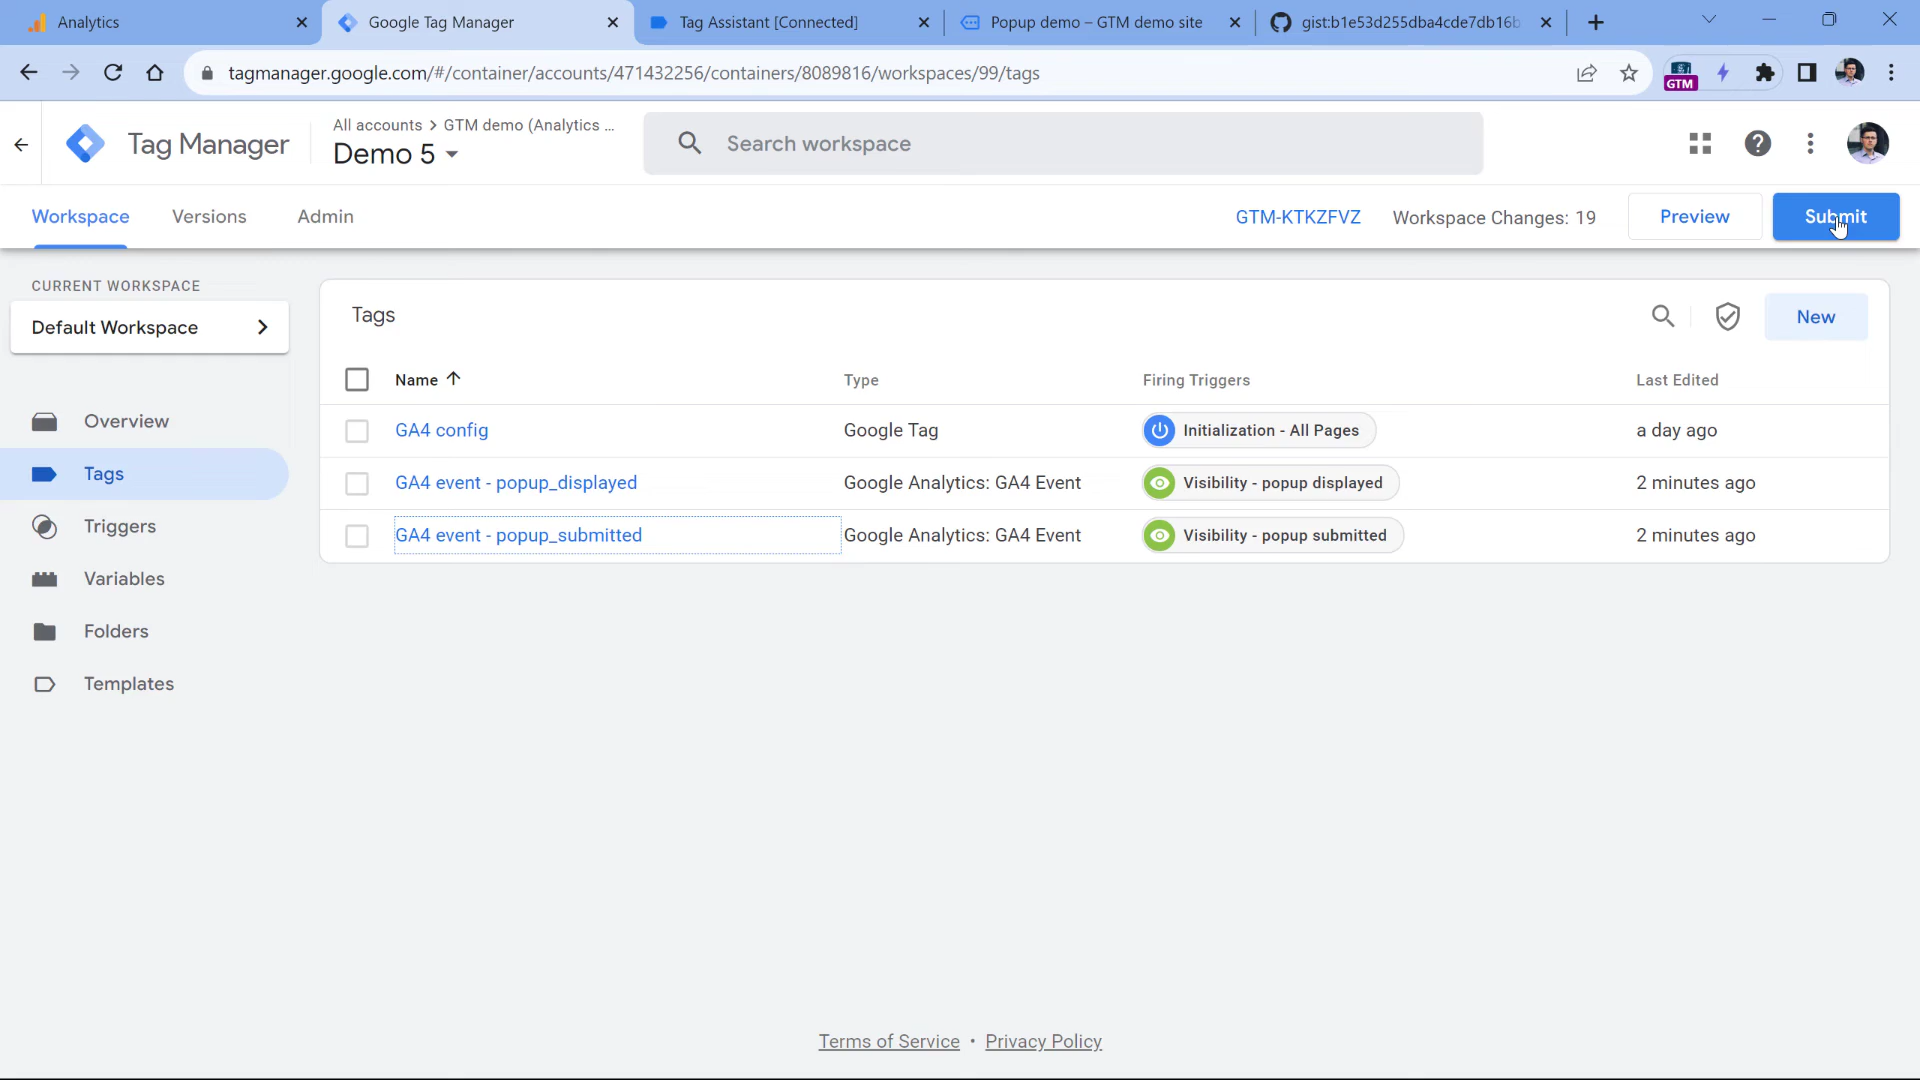 Analytics
Google Tag Manager
Tag Assistant [Connected]
Popup demo – GTM demo site
gist:b1e53d255dba4cde7db16b
tagmanager.google.com/#/container/accounts/471432256/containers/8089816/workspaces/99/tags
GTM
Tag Manager
All accounts > GTM demo (Analytics ...
Demo 5
Search workspace
Workspace
Versions
Admin
GTM-KTKZFVZ
Workspace Changes: 19
Preview
Submit
CURRENT WORKSPACE
Default Workspace
Overview
Tags
Triggers
Variables
Folders
Templates
Tags
New
Name
Type
Firing Triggers
Last Edited
GA4 config
Google Tag
Initialization - All Pages
a day ago
GA4 event - popup_displayed
Google Analytics: GA4 Event
Visibility - popup displayed
2 minutes ago
GA4 event - popup_submitted
Google Analytics: GA4 Event
Visibility - popup submitted
2 minutes ago
Terms of Service • Privacy Policy